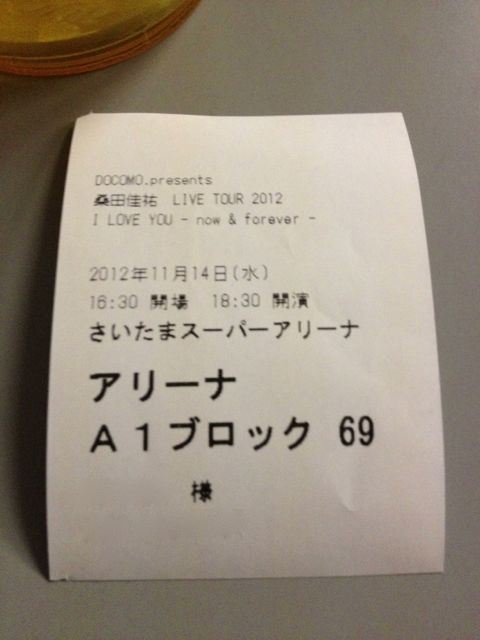 DOCOMO.presents
桑田佳祐 LIVE TOUR 2012
I LOVE YOU - now & forever -
2012年11月14日(水)
16:30 開場 18:30 開演
さいたまスーパーアリーナ
アリーナ
A1ブロック 69
様